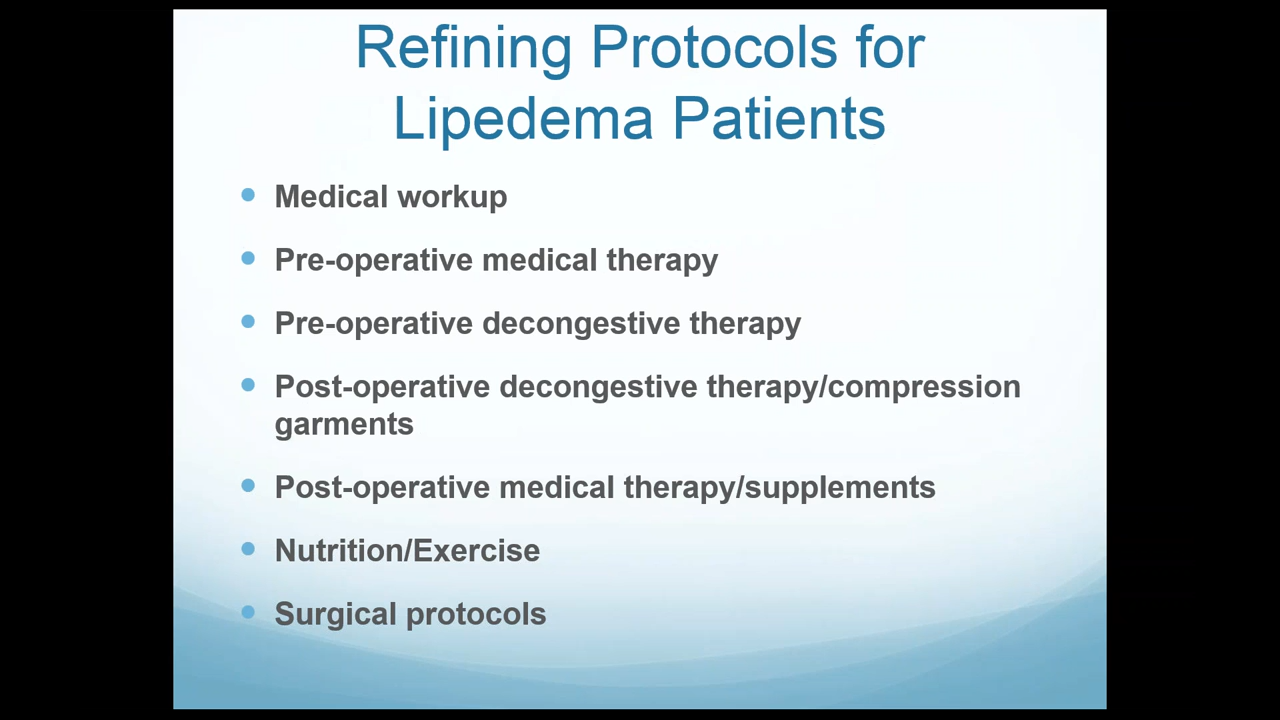 Refining Protocols for
Lipedema Patients
Medical workup
Pre-operative medical therapy
Pre-operative decongestive therapy
Post-operative decongestive therapy/compression
garments
Post-operative medical therapy/supplements
Nutrition/Exercise
Surgical protocols